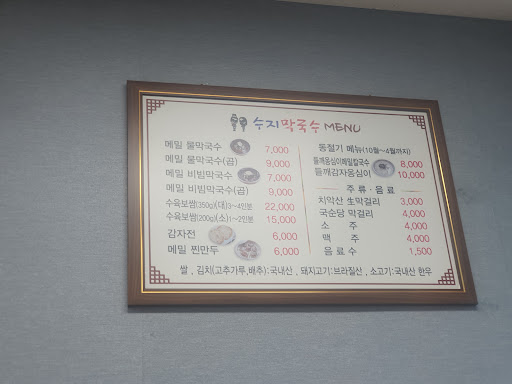 수지막국수 MENU
메밀 물막국수 7,000
메밀 물막국수(곱) 9,000
메밀 비빔막국수 7,000
메밀 비빔막국수(곱) 9,000
수육보쌈(350g)(대)3~4인분 22,000
수육보쌈(200g)(소)1~2인분 15,000
감자전 6,000
메밀 찐만두 6,000
동절기 메뉴(10월~4월까지)
들깨옹심이메밀칼국수 8,000
들깨감자옹심이 10,000
주류·음료
치악산 生막걸리 3,000
국순당 막걸리 4,000
소 주 4,000
맥 주 4,000
음료수 1,500
쌀, 김치(고추가루,배추):국내산, 돼지고기:브라질산, 소고기:국내산 한우